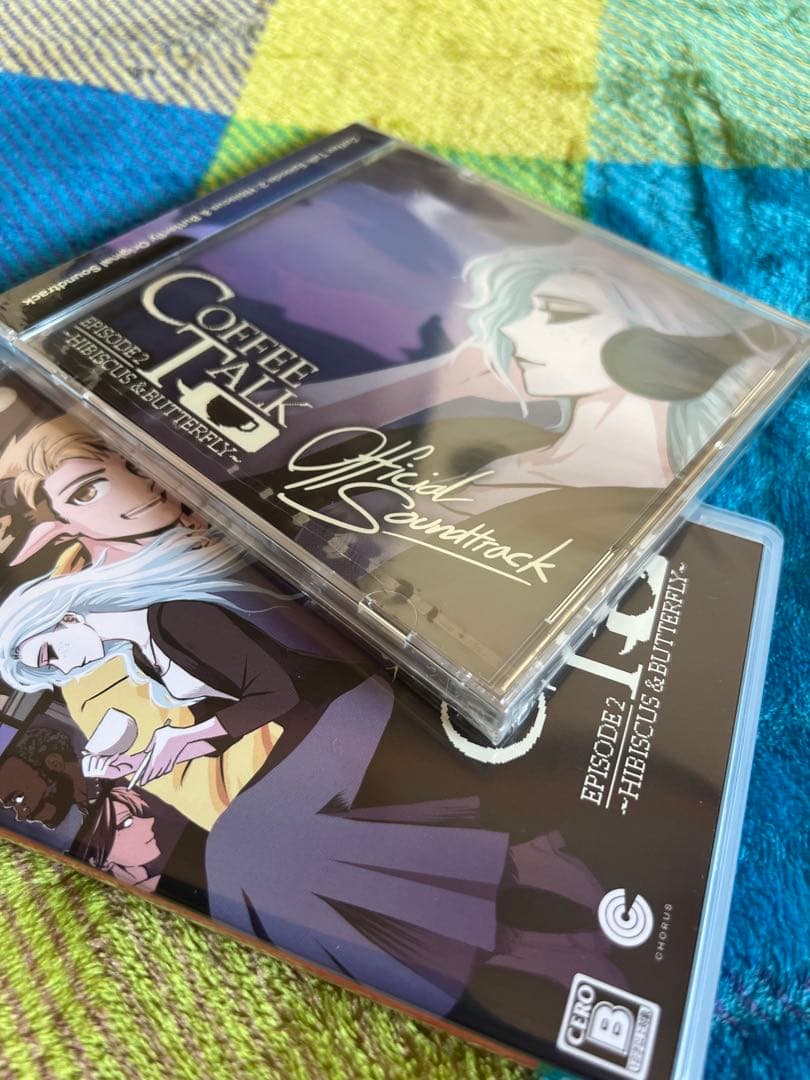 Coffee Talk Episode 2: Hibiscus & Butterfly Original Soundtrack
COFFEE
TALK
EPISODE 2
~HIBISCUS & BUTTERFLY~
Official
Soundtrack
EPISODE 2
~HIBISCUS & BUTTERFLY~
CHORUS
CERO
B